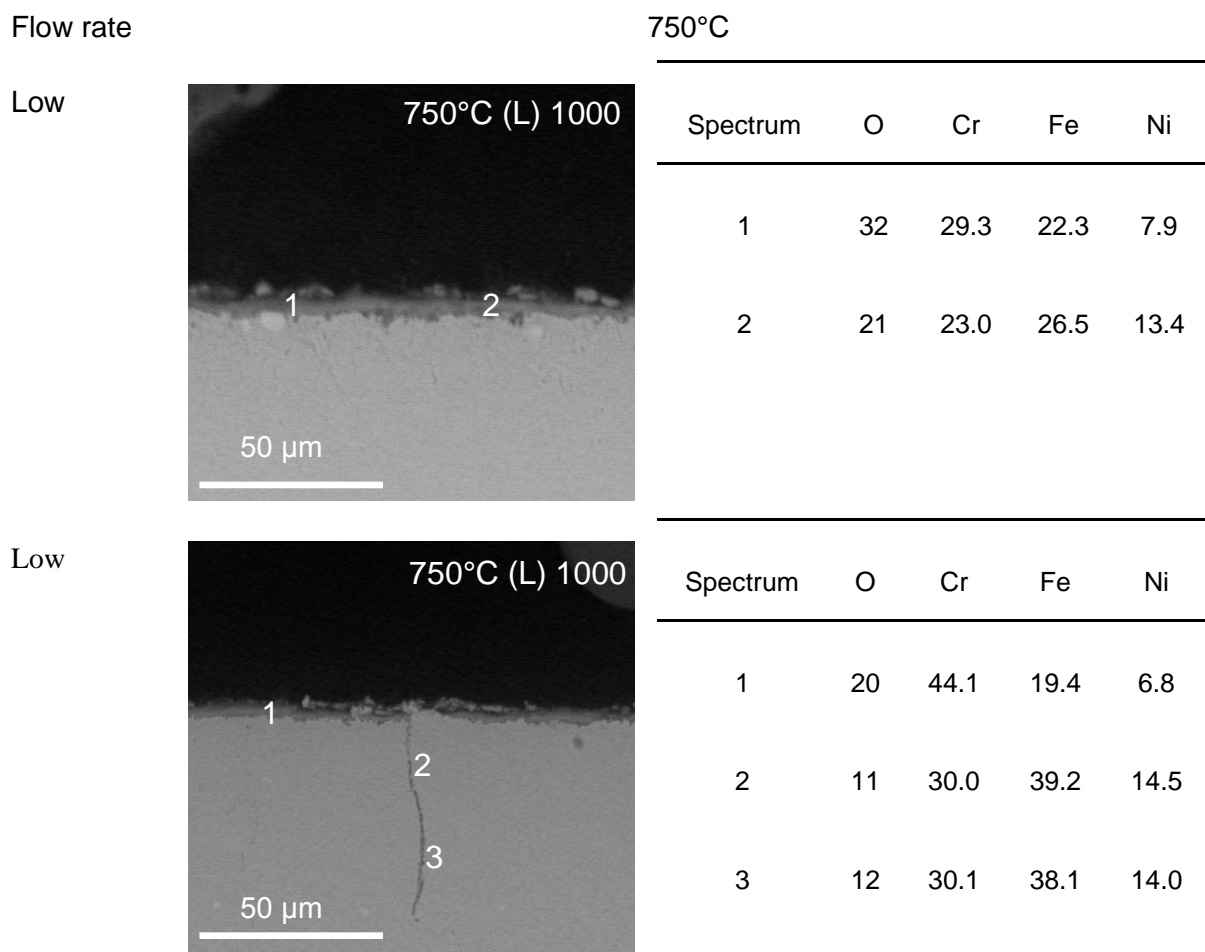 Flow rate 750°C
Low
750°C (L) 1000
1 2
50 µm
Spectrum O Cr Fe Ni
1 32 29.3 22.3 7.9
2 21 23.0 26.5 13.4
Low
750°C (L) 1000
1
2
3
50 µm
Spectrum O Cr Fe Ni
1 20 44.1 19.4 6.8
2 11 30.0 39.2 14.5
3 12 30.1 38.1 14.0